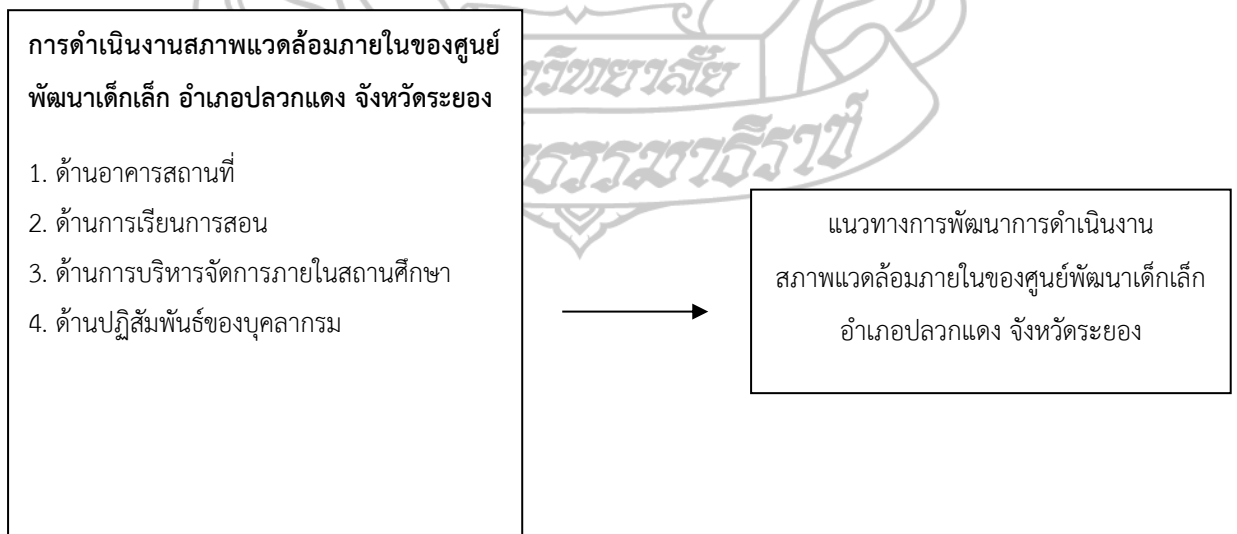 การดำเนินงานสภาพแวดล้อมภายในของศูนย์
พัฒนาเด็กเล็ก อำเภอปลวกแดง จังหวัดระยอง
1. ด้านอาคารสถานที่
2. ด้านการเรียนการสอน
3. ด้านการบริหารจัดการภายในสถานศึกษา
4. ด้านปฏิสัมพันธ์ของบุคลากรม
แนวทางการพัฒนาการดำเนินงาน
สภาพแวดล้อมภายในของศูนย์พัฒนาเด็กเล็ก
อำเภอปลวกแดง จังหวัดระยอง